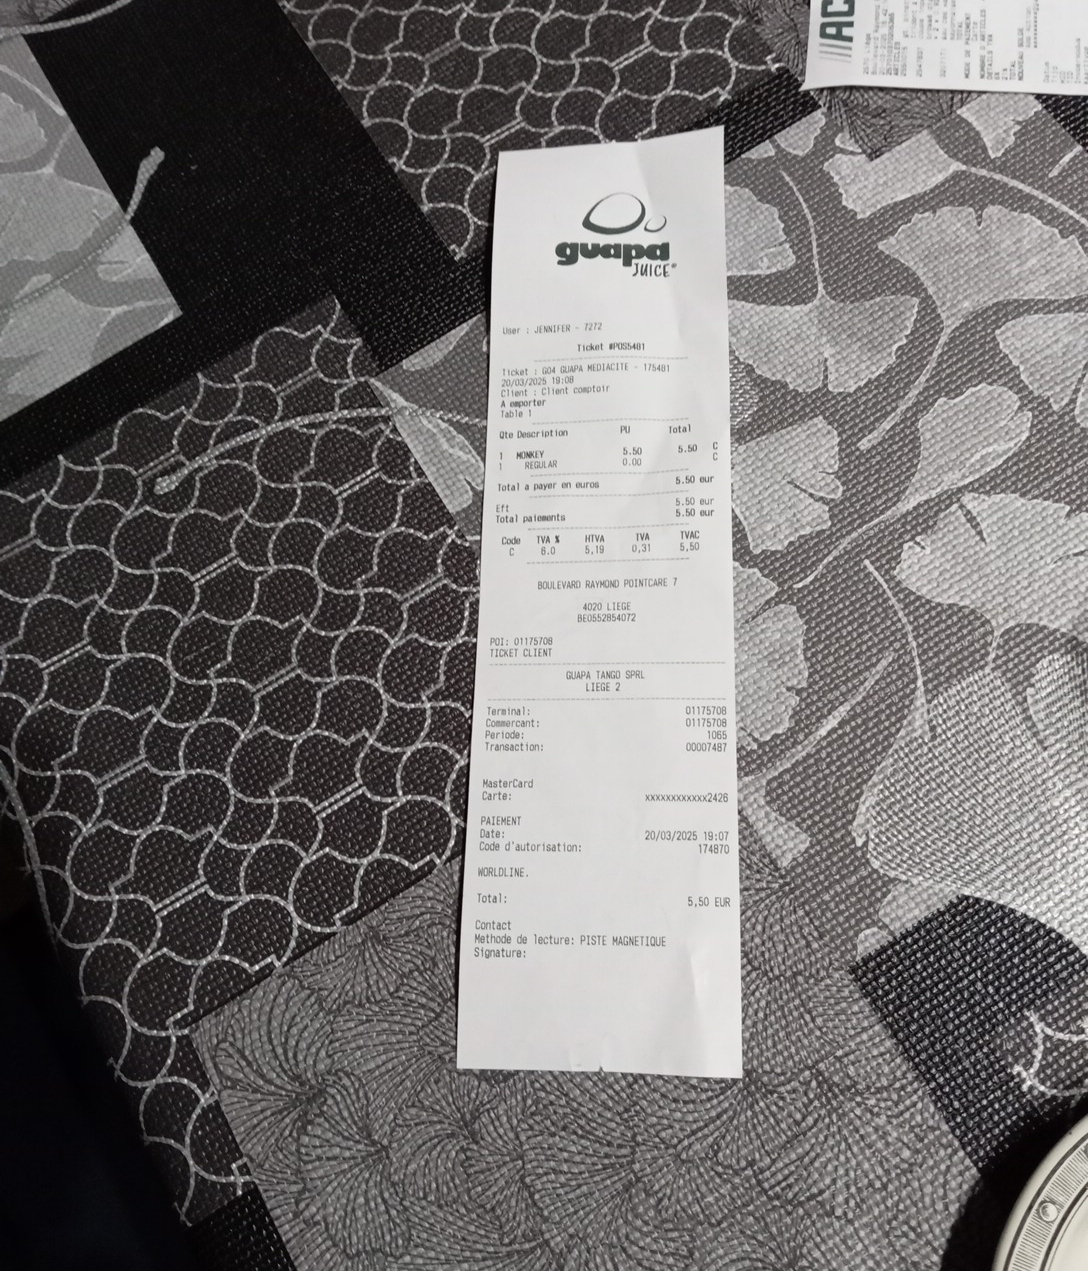 guapa
JUICE®
User : JENNIFER - 7272
Ticket #POS5481
Ticket : G04 GUAPA MEDIACITE - 175481
20/03/2025 19:08
Client : Client comptoir
A emporter
Table 1
Qte Description PU Total
1 MONKEY 5.50 5.50 C
1 REGULAR 0.00 C
Total a payer en euros 5.50 eur
Eft 5.50 eur
Total paiements 5.50 eur
Code TVA % HTVA TVA TVAC
C 6.0 5,19 0,31 5,50
BOULEVARD RAYMOND POINTCARE 7
4020 LIEGE
BE0552854072
POI: 01175708
TICKET CLIENT
GUAPA TANGO SPRL
LIEGE 2
Terminal: 01175708
Commercant: 01175708
Periode: 1065
Transaction: 00007487
MasterCard
Carte: xxxxxxxxxxxx2426
PAIEMENT
Date: 20/03/2025 19:07
Code d'autorisation: 174870
WORLDLINE.
Total: 5,50 EUR
Contact
Methode de lecture: PISTE MAGNETIQUE
Signature:
///AC
TOTAL